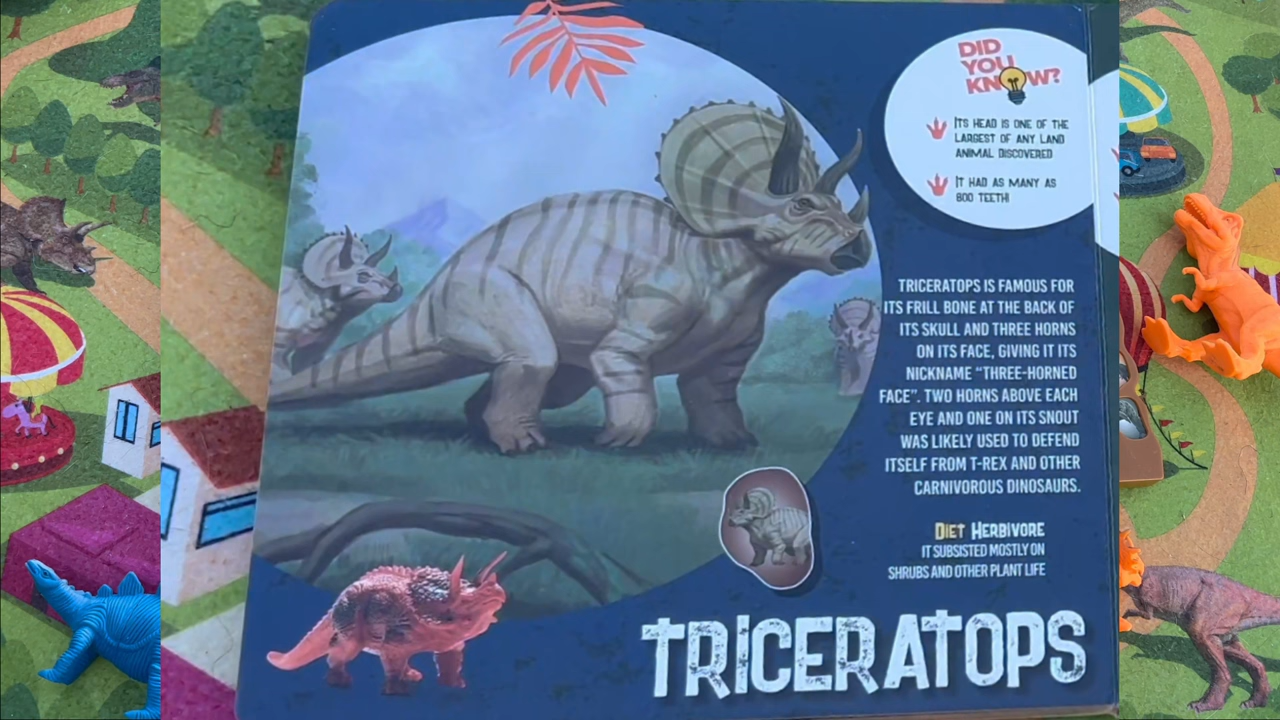 DID
YOU
KNOW?
ITS HEAD IS ONE OF THE
LARGEST OF ANY LAND
ANIMAL DISCOVERED
IT HAD AS MANY AS
800 TEETH!
TRICERATOPS IS FAMOUS FOR
ITS FRILL BONE AT THE BACK OF
ITS SKULL AND THREE HORNS
ON ITS FACE, GIVING IT ITS
NICKNAME “THREE-HORNED
FACE”. TWO HORNS ABOVE EACH
EYE AND ONE ON ITS SNOUT
WAS LIKELY USED TO DEFEND
ITSELF FROM T-REX AND OTHER
CARNIVOROUS DINOSAURS.
DIET HERBIVORE
IT SUBSISTED MOSTLY ON
SHRUBS AND OTHER PLANT LIFE
TRICERATOPS